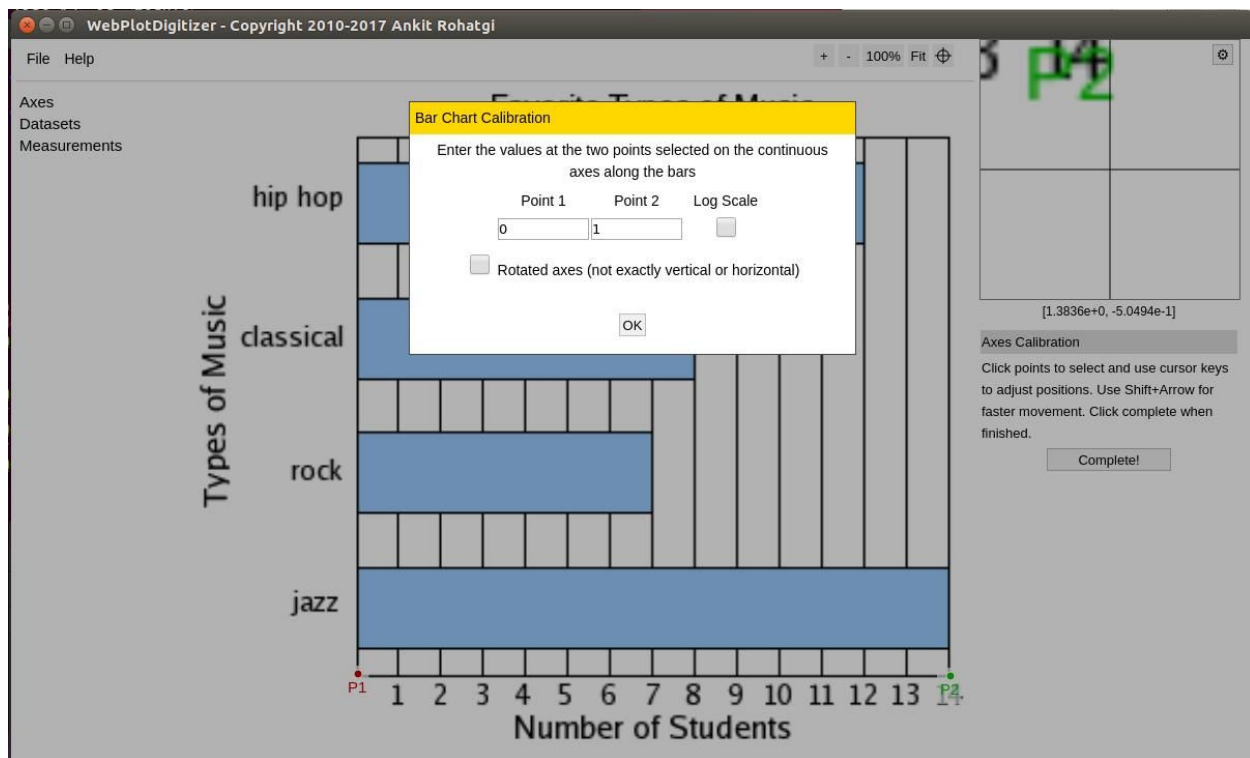 WebPlotDigitizer - Copyright 2010-2017 Ankit Rohatgi
File Help
+ - 100% Fit
Axes
Datasets
Measurements
Bar Chart Calibration
Enter the values at the two points selected on the continuous
axes along the bars
Point 1 Point 2 Log Scale
0 1
Rotated axes (not exactly vertical or horizontal)
OK
Favorite Types of Music
Types of Music
hip hop
classical
rock
jazz
P1 P2
1 2 3 4 5 6 7 8 9 10 11 12 13 14
Number of Students
14
P2
[1.3836e+0, -5.0494e-1]
Axes Calibration
Click points to select and use cursor keys
to adjust positions. Use Shift+Arrow for
faster movement. Click complete when
finished.
Complete!